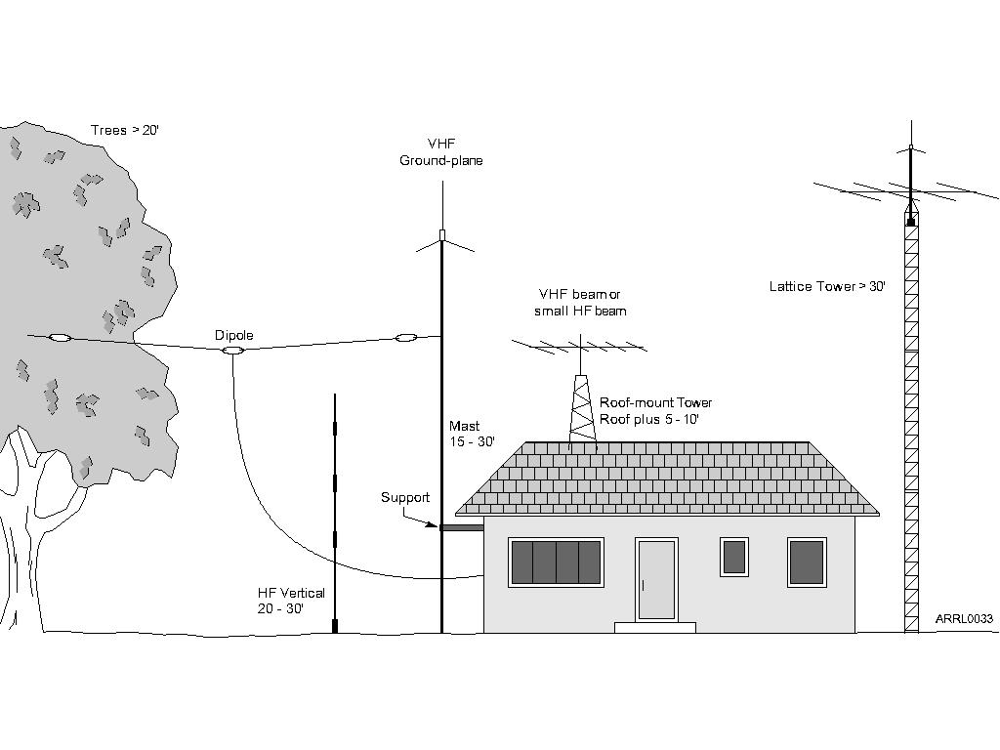 Trees > 20'
VHF
Ground-plane
Lattice Tower > 30'
VHF beam or
small HF beam
Dipole
Roof-mount Tower
Roof plus 5 - 10'
Mast
15 - 30'
Support
HF Vertical
20 - 30'
ARRL0033